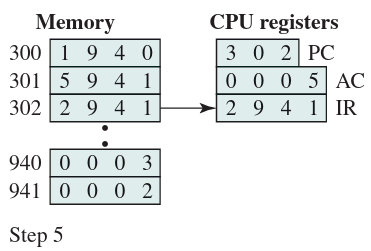 Memory CPU registers
300 1 9 4 0 3 0 2 PC
301 5 9 4 1 0 0 0 5 AC
302 2 9 4 1 2 9 4 1 IR
940 0 0 0 3
941 0 0 0 2
Step 5